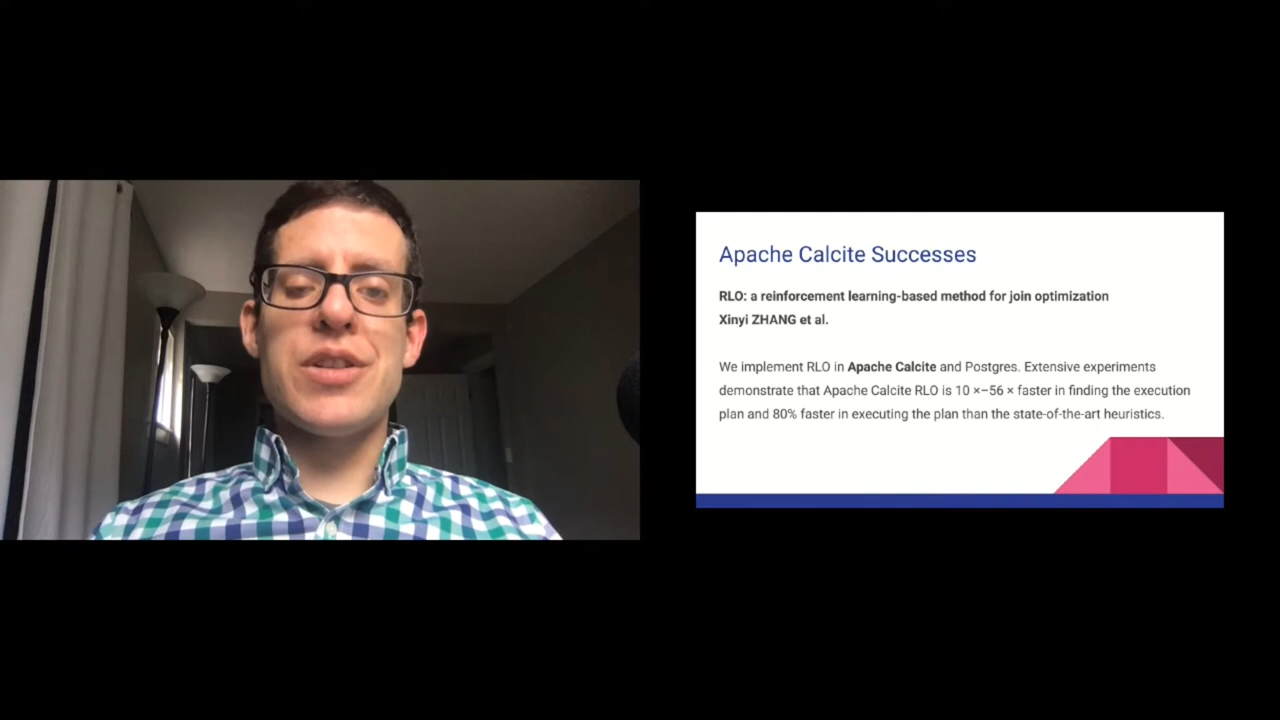 Apache Calcite Successes
RLO: a reinforcement learning-based method for join optimization
Xinyi ZHANG et al.
We implement RLO in Apache Calcite and Postgres. Extensive experiments
demonstrate that Apache Calcite RLO is 10 ×–56 × faster in finding the execution
plan and 80% faster in executing the plan than the state-of-the-art heuristics.